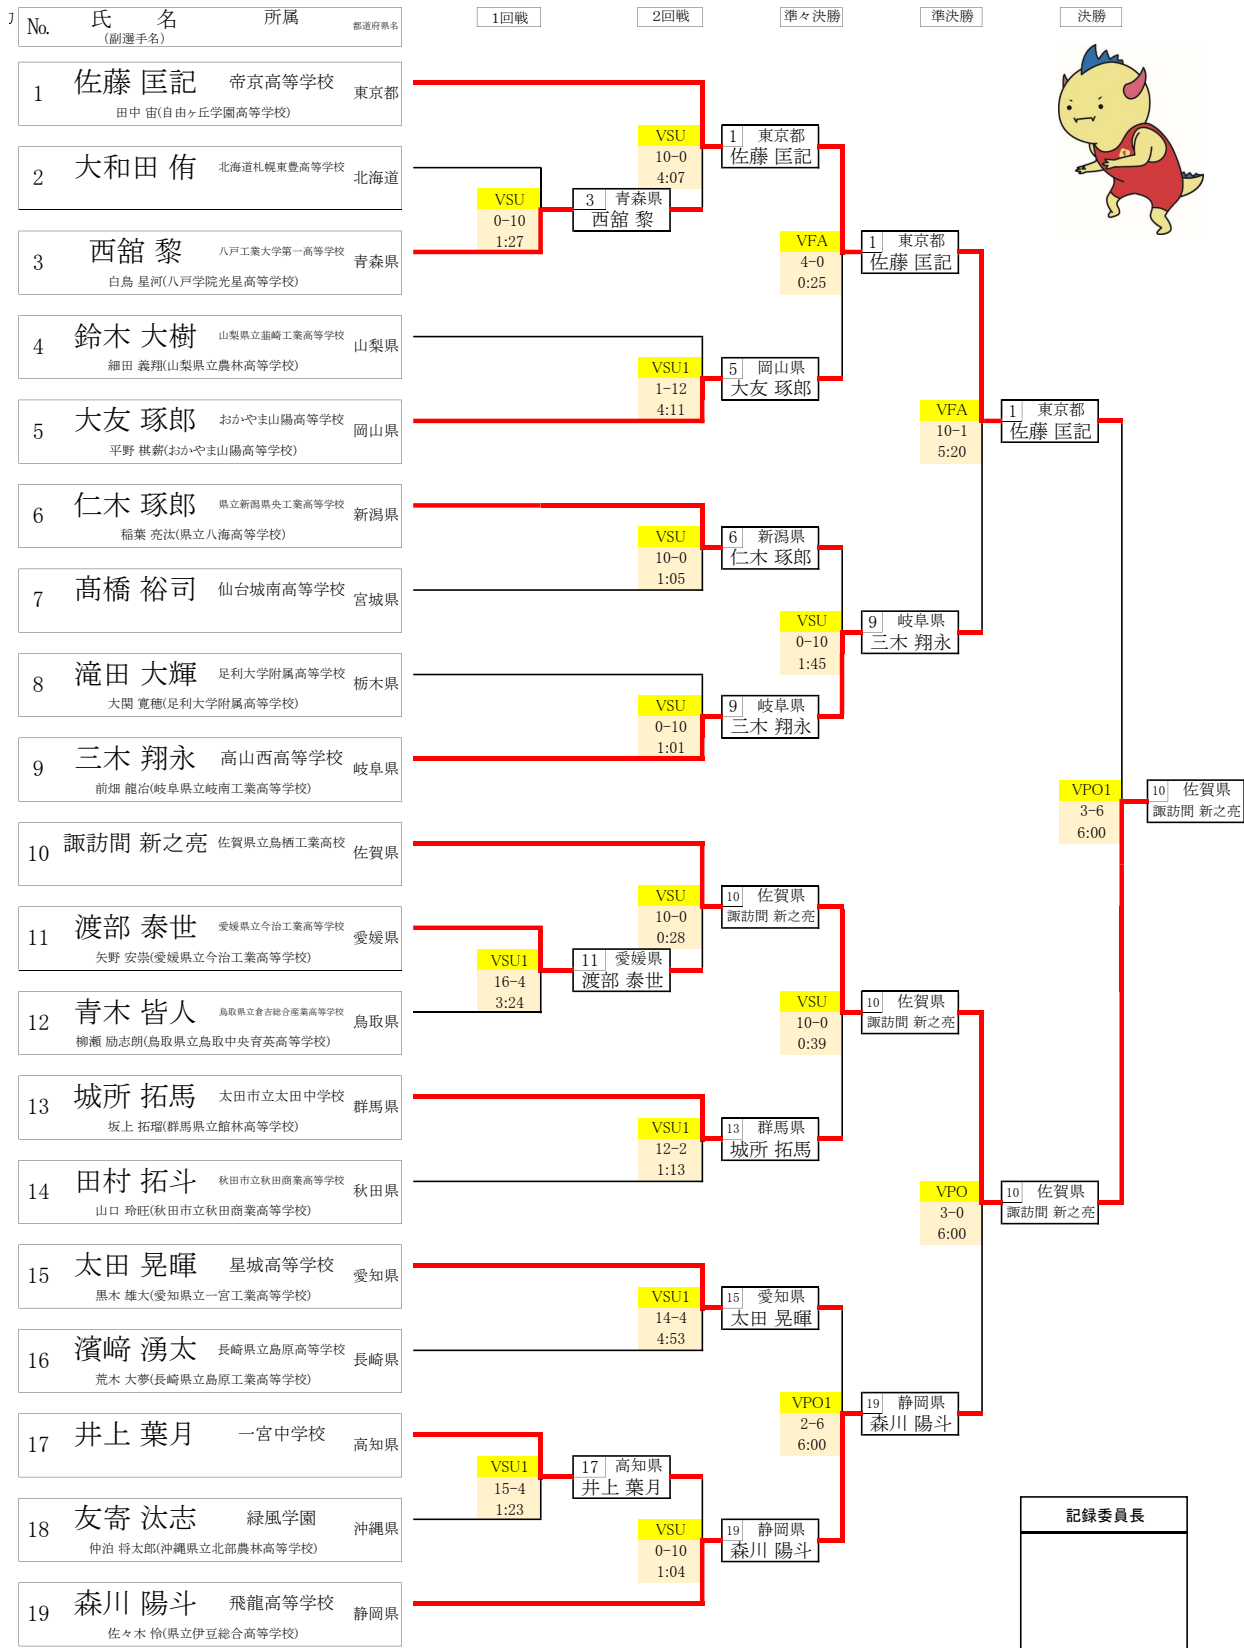 No. 氏 名 所属 都道府県名 1回戦 2回戦 準々決勝 準決勝 決勝
(副選手名)
1 佐藤 匡記 帝京高等学校 東京都
田中 宙(自由ヶ丘学園高等学校)
2 大和田 侑 北海道札幌東豊高等学校 北海道
3 西舘 黎 八戸工業大学第一高等学校 青森県
白鳥 星河(八戸学院光星高等学校)
4 鈴木 大樹 山梨県立韮崎工業高等学校 山梨県
細田 義翔(山梨県立農林高等学校)
5 大友 琢郎 おかやま山陽高等学校 岡山県
平野 棋薪(おかやま山陽高等学校)
6 仁木 琢郎 県立新潟県央工業高等学校 新潟県
稲葉 亮汰(県立八海高等学校)
7 髙橋 裕司 仙台城南高等学校 宮城県
8 滝田 大輝 足利大学附属高等学校 栃木県
大関 寛穂(足利大学附属高等学校)
9 三木 翔永 高山西高等学校 岐阜県
前畑 龍冶(岐阜県立岐南工業高等学校)
10 諏訪間 新之亮 佐賀県立鳥栖工業高校 佐賀県
11 渡部 泰世 愛媛県立今治工業高等学校 愛媛県
矢野 安崇(愛媛県立今治工業高等学校)
12 青木 皆人 鳥取県立倉吉総合産業高等学校 鳥取県
柳瀬 励志朗(鳥取県立鳥取中央育英高等学校)
13 城所 拓馬 太田市立太田中学校 群馬県
坂上 拓瑠(群馬県立館林高等学校)
14 田村 拓斗 秋田市立秋田商業高等学校 秋田県
山口 玲旺(秋田市立秋田商業高等学校)
15 太田 晃暉 星城高等学校 愛知県
黒木 雄大(愛知県立一宮工業高等学校)
16 濱﨑 湧太 長崎県立島原高等学校 長崎県
荒木 大夢(長崎県立島原工業高等学校)
17 井上 葉月 一宮中学校 高知県
18 友寄 汰志 緑風学園 沖縄県
仲泊 将太郎(沖縄県立北部農林高等学校)
19 森川 陽斗 飛龍高等学校 静岡県
佐々木 怜(県立伊豆総合高等学校)
VSU
0-10
1:27
3 青森県
西舘 黎
VSU1
16-4
3:24
11 愛媛県
渡部 泰世
VSU1
15-4
1:23
17 高知県
井上 葉月
VSU
10-0
4:07
1 東京都
佐藤 匡記
VSU1
1-12
4:11
5 岡山県
大友 琢郎
VSU
10-0
1:05
6 新潟県
仁木 琢郎
VSU
0-10
1:01
9 岐阜県
三木 翔永
VSU
10-0
0:28
10 佐賀県
諏訪間 新之亮
VSU1
12-2
1:13
13 群馬県
城所 拓馬
VSU1
14-4
4:53
15 愛知県
太田 晃暉
VSU
0-10
1:04
19 静岡県
森川 陽斗
VFA
4-0
0:25
1 東京都
佐藤 匡記
VSU
0-10
1:45
9 岐阜県
三木 翔永
VSU
10-0
0:39
10 佐賀県
諏訪間 新之亮
VPO1
2-6
6:00
19 静岡県
森川 陽斗
VFA
10-1
5:20
1 東京都
佐藤 匡記
VPO
3-0
6:00
10 佐賀県
諏訪間 新之亮
VPO1
3-6
6:00
10 佐賀県
諏訪間 新之亮
記録委員長